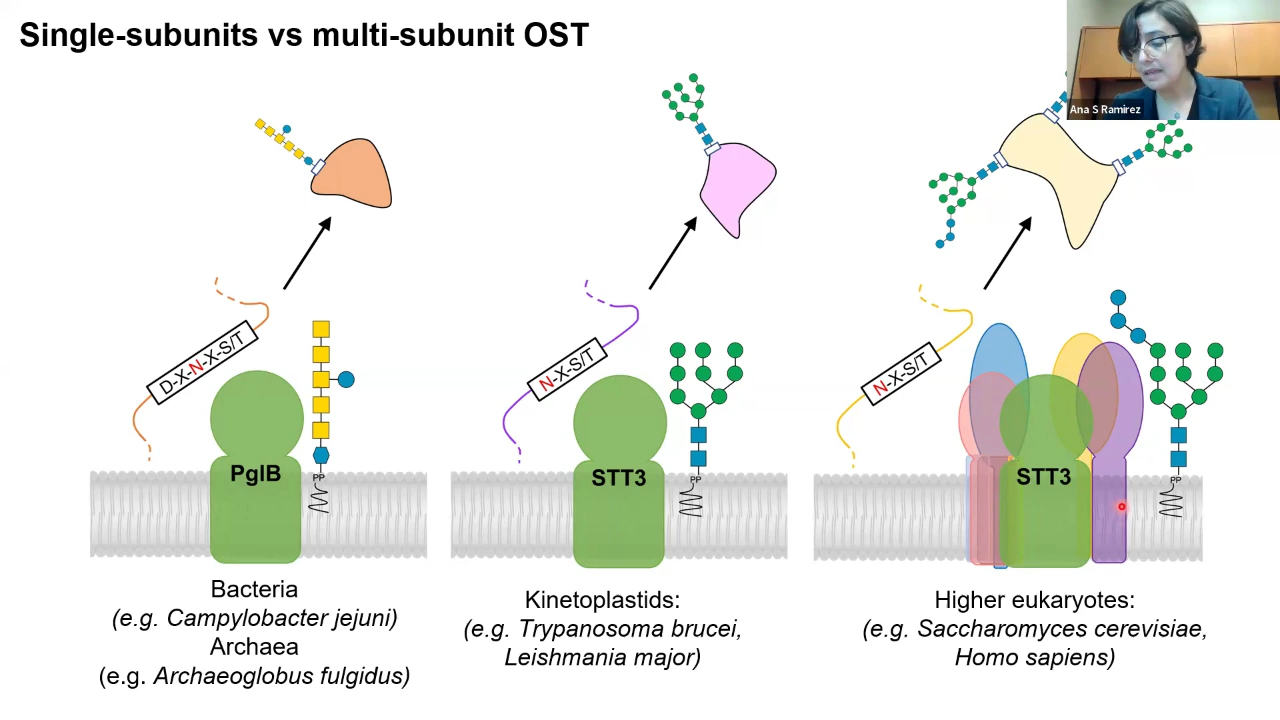 Single-subunits vs multi-subunit OST
Ana S Ramirez
D-X-N-X-S/T
N-X-S/T
N-X-S/T
PglB
PP
STT3
PP
STT3
PP
Bacteria
(e.g. Campylobacter jejuni)
Archaea
(e.g. Archaeoglobus fulgidus)
Kinetoplastids:
(e.g. Trypanosoma brucei,
Leishmania major)
Higher eukaryotes:
(e.g. Saccharomyces cerevisiae,
Homo sapiens)